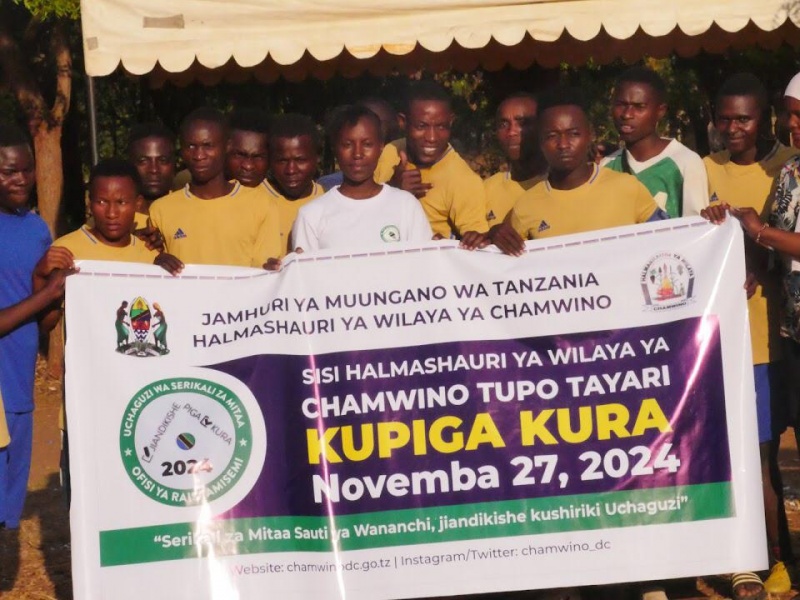 JAMHURI YA MUUNGANO WA TANZANIA
HALMASHAURI YA WILAYA YA CHAMWINO
SISI HALMASHAURI YA WILAYA YA
CHAMWINO TUPO TAYARI
KUPIGA KURA
Novemba 27, 2024
UCHAGUZI WA SERIKALI ZA MITAA
JIANDIKISHE
PIGA KURA
2024
OFISI YA RAIS TAMISEMI
"Serikali za Mitaa Sauti ya Wananchi, jiandikishe kushiriki Uchaguzi"
Website: chamwinodc.go.tz | Instagram/Twitter: chamwino_dc